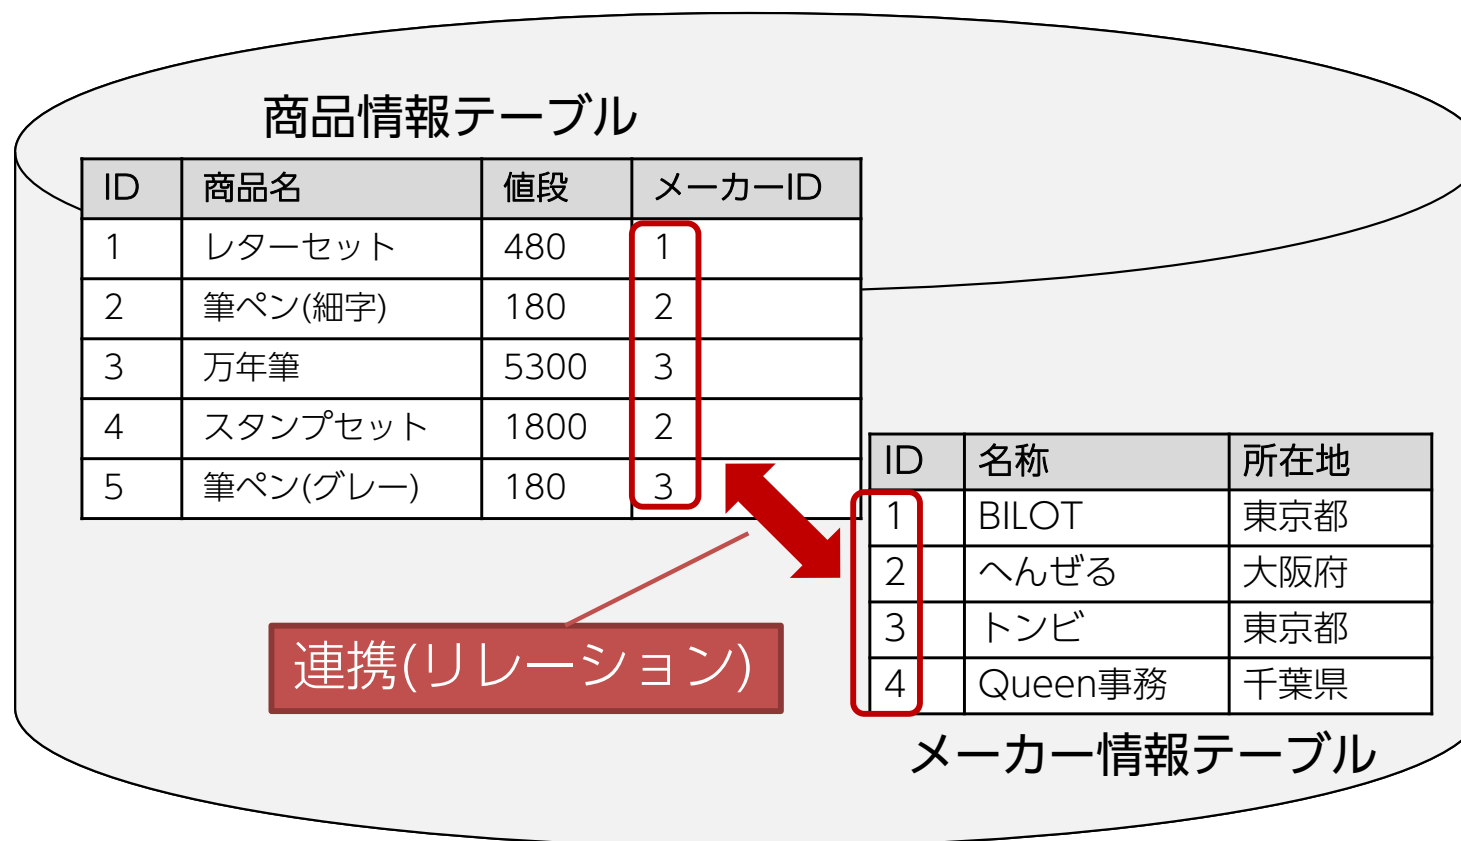 商品情報テーブル
ID 商品名 値段 メーカーID
1 レターセット 480 1
2 筆ペン(細字) 180 2
3 万年筆 5300 3
4 スタンプセット 1800 2
5 筆ペン(グレー) 180 3
ID 名称 所在地
1 BILOT 東京都
2 へんぜる 大阪府
3 トンビ 東京都
4 Queen事務 千葉県
連携(リレーション)
メーカー情報テーブル